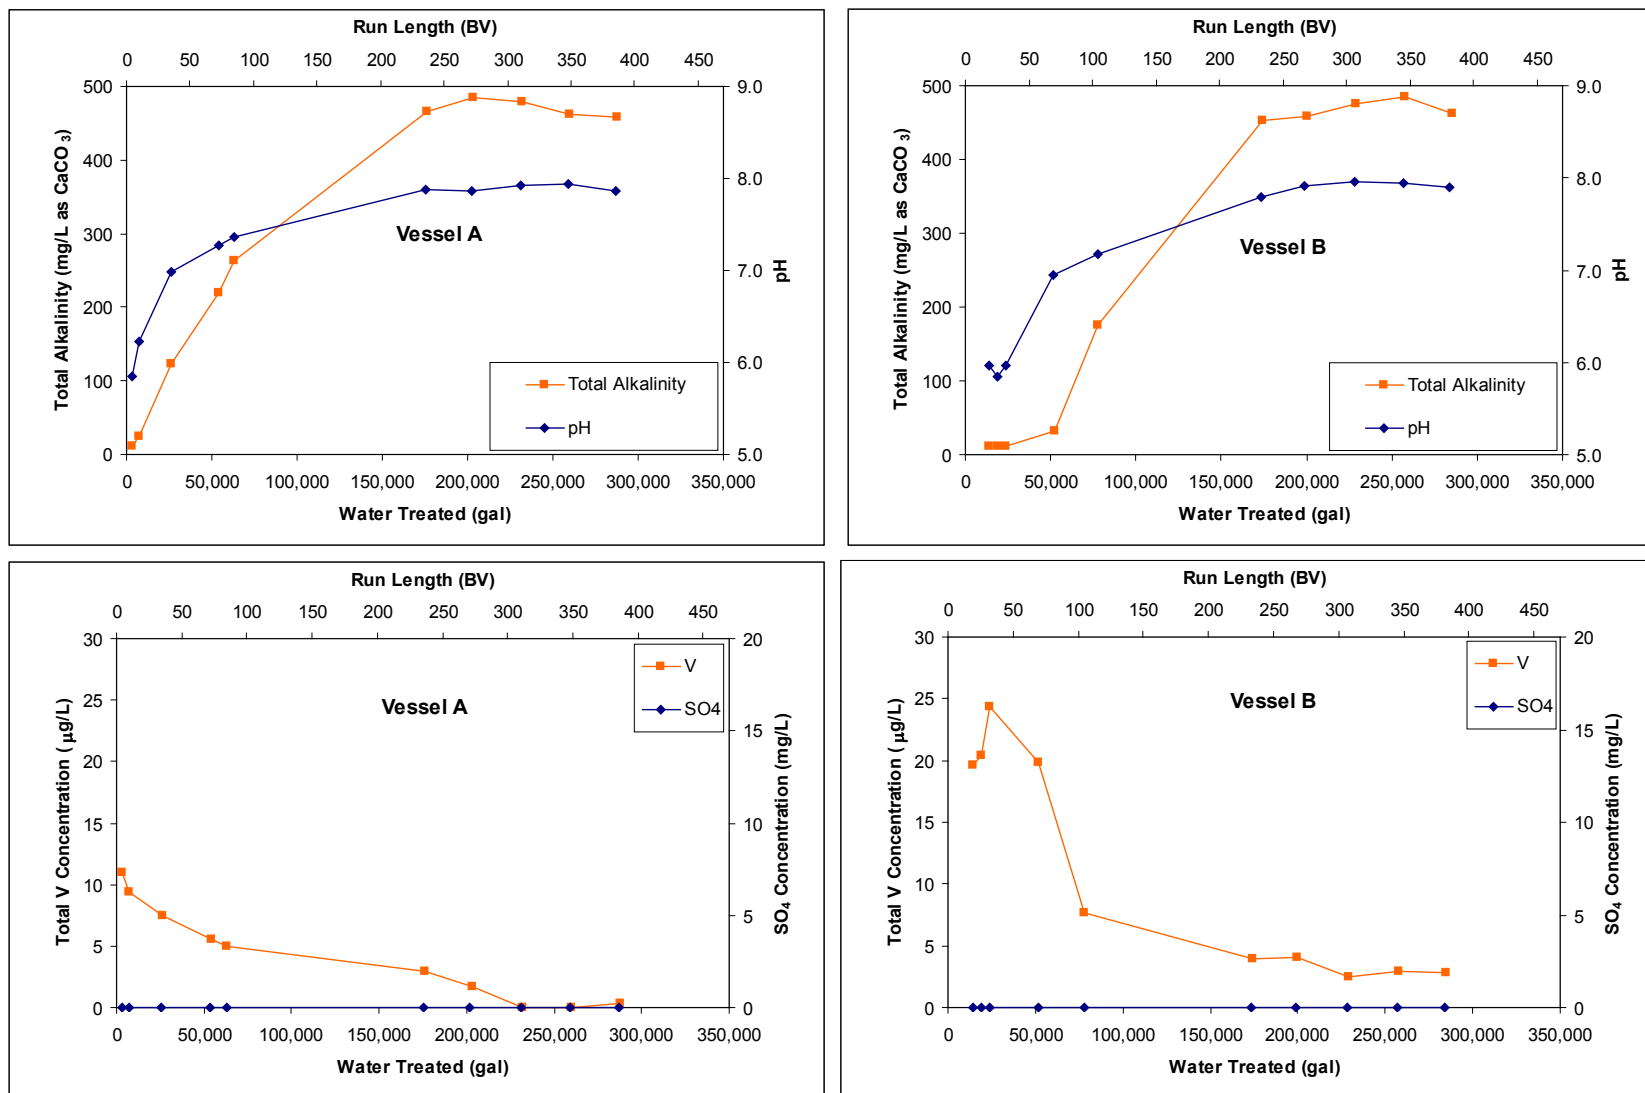 Run Length (BV)
0 50 100 150 200 250 300 350 400 450
500 9.0
400 8.0
300
Vessel A
7.0
200
6.0
100
0 5.0
Total Alkalinity (mg/L as CaCO 3)
pH
Total Alkalinity
pH
0 50,000 100,000 150,000 200,000 250,000 300,000 350,000
Water Treated (gal)
Run Length (BV)
0 50 100 150 200 250 300 350 400 450
500 9.0
400 8.0
300
Vessel B
7.0
200
6.0
100
0 5.0
Total Alkalinity (mg/L as CaCO 3)
pH
Total Alkalinity
pH
0 50,000 100,000 150,000 200,000 250,000 300,000 350,000
Water Treated (gal)
Run Length (BV)
0 50 100 150 200 250 300 350 400 450
30 20
25
Vessel A
15
20
15 10
10
5
5
0 0
Total V Concentration ( µg/L)
SO4 Concentration (mg/L)
V
SO4
0 50,000 100,000 150,000 200,000 250,000 300,000 350,000
Water Treated (gal)
Run Length (BV)
0 50 100 150 200 250 300 350 400 450
30 20
25
Vessel B
15
20
15 10
10
5
5
0 0
Total V Concentration ( µg/L)
SO4 Concentration (mg/L)
V
SO4
0 50,000 100,000 150,000 200,000 250,000 300,000 350,000
Water Treated (gal)